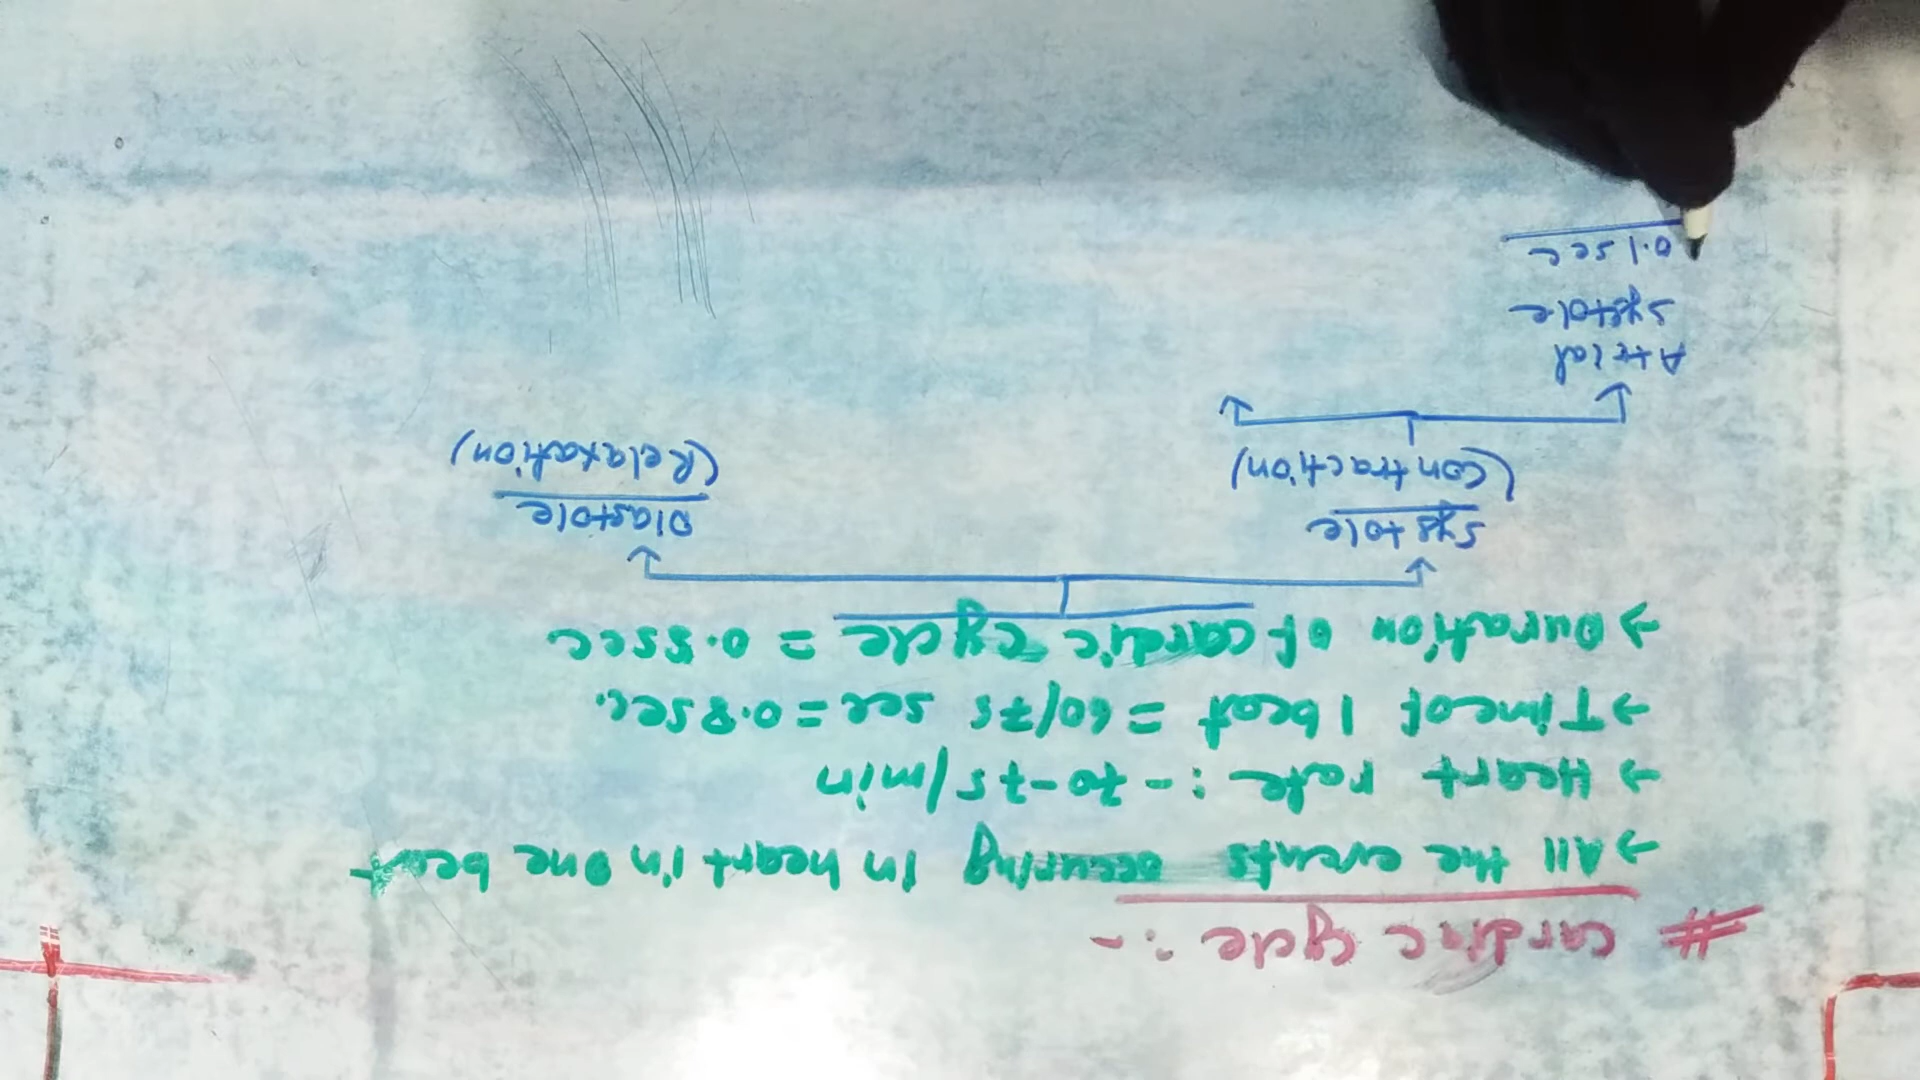 # cardiac cycle :-
→ All the events occuring in heart in one beat
→ Heart rate :- 70-75/min
→ Time of 1 beat = 60/75 sec = 0.8 sec.
→ Duration of cardic cycle = 0.8 sec
Systole
(Contraction)
Diastole
(Relaxation)
Atrial
Systole
0.1 sec